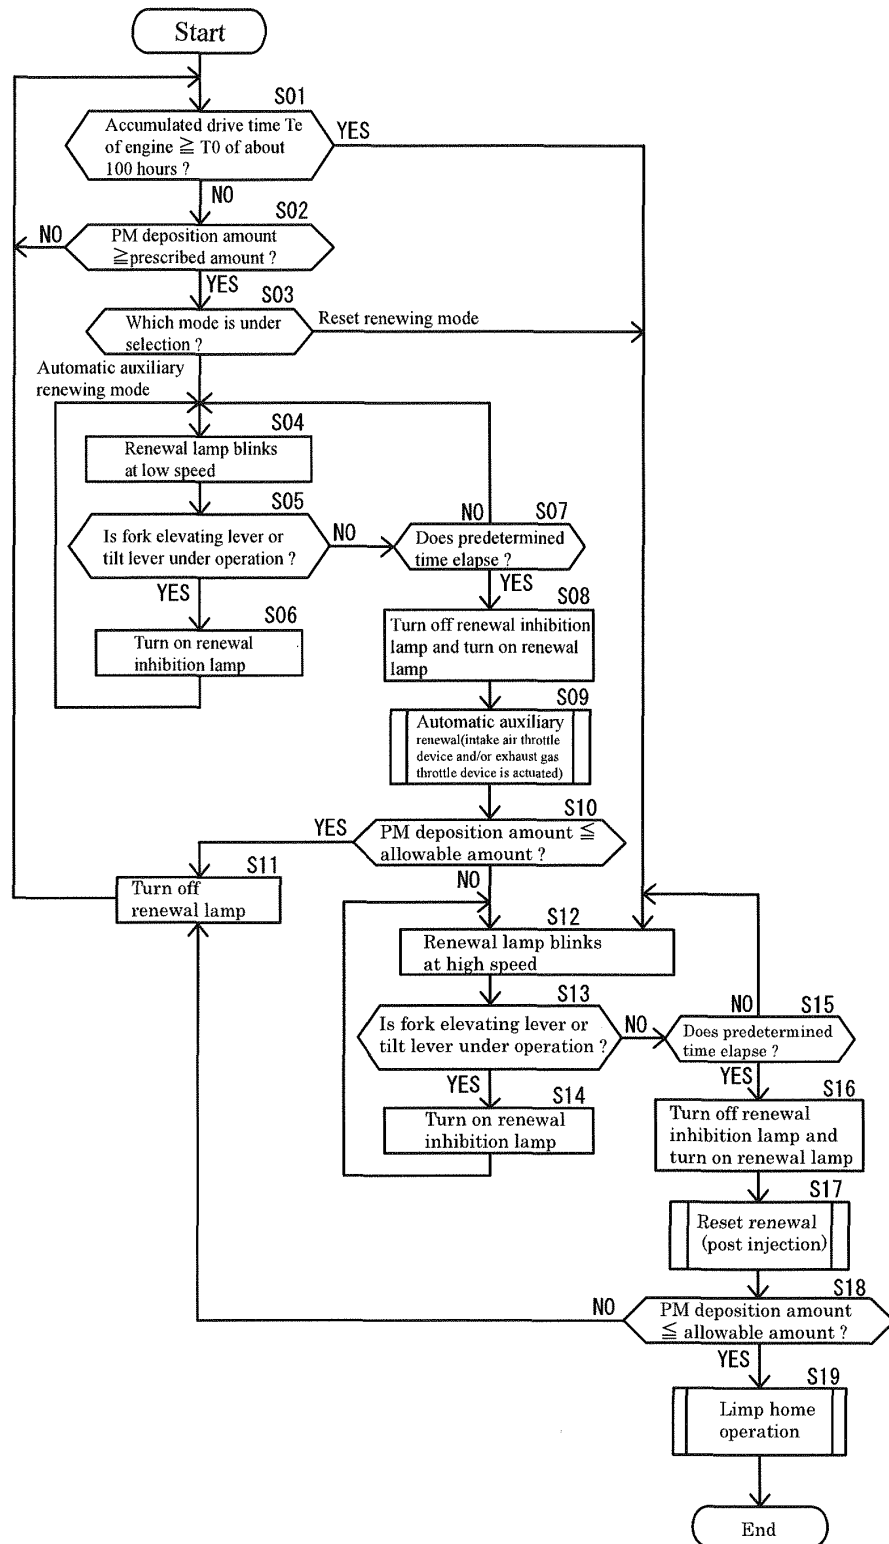 Start
S01
Accumulated drive time Te
of engine ≧ T0 of about
100 hours ?
YES
NO
S02
NO
PM deposition amount
≧prescribed amount ?
YES
S03
Which mode is under
selection ?
Reset renewing mode
Automatic auxiliary
renewing mode
S04
Renewal lamp blinks
at low speed
S05
Is fork elevating lever or
tilt lever under operation ?
NO
YES
S06
Turn on renewal
inhibition lamp
NO
S07
Does predetermined
time elapse ?
YES
S08
Turn off renewal inhibition
lamp and turn on renewal
lamp
S09
Automatic auxiliary
renewal(intake air throttle
device and/or exhaust gas
throttle device is actuated)
S10
YES
PM deposition amount ≦
allowable amount ?
NO
S11
Turn off
renewal lamp
S12
Renewal lamp blinks
at high speed
S13
Is fork elevating lever or
tilt lever under operation ?
NO
YES
S14
Turn on renewal
inhibition lamp
NO
S15
Does predetermined
time elapse ?
YES
S16
Turn off renewal
inhibition lamp and
turn on renewal lamp
S17
Reset renewal
(post injection)
S18
NO
PM deposition amount
≦ allowable amount ?
YES
S19
Limp home
operation
End